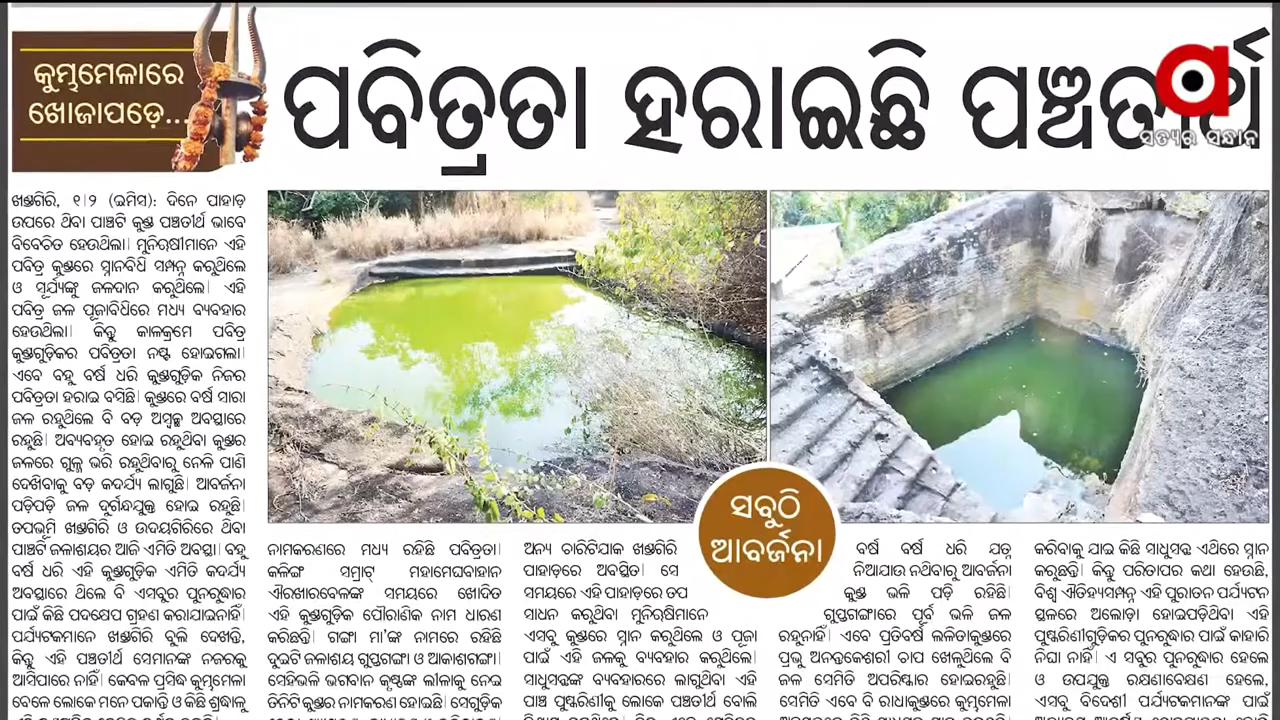 କୁମ୍ଭମେଳାରେ
ଖୋଜାପଡ଼େ...
ପବିତ୍ରତା ହରାଇଛି ପଞ୍ଚତୀର୍ଥ
ସତ୍ୟର ସନ୍ଧାନ
ଖଣ୍ଡଗିରି, ୧।୨ (ଇମିସ): ଦିନେ ପାହାଡ଼
ଉପରେ ଥିବା ପାଞ୍ଚଟି କୁଣ୍ଡ ପଞ୍ଚତୀର୍ଥ ଭାବେ
ବିବେଚିତ ହେଉଥିଲା। ମୁନିଋଷୀମାନେ ଏହି
ପବିତ୍ର କୁଣ୍ଡରେ ସ୍ନାନବିଧି ସମ୍ପନ୍ନ କରୁଥିଲେ
ଓ ସୂର୍ଯ୍ୟଙ୍କୁ ଜଳଦାନ କରୁଥିଲେ। ଏହି
ପବିତ୍ର ଜଳ ପୂଜାବିଧିରେ ମଧ୍ୟ ବ୍ୟବହାର
ହେଉଥିଲା। କିନ୍ତୁ କାଳକ୍ରମେ ପବିତ୍ର
କୁଣ୍ଡଗୁଡ଼ିକର ପବିତ୍ରତା ନଷ୍ଟ ହୋଇଗଲା।
ଏବେ ବହୁ ବର୍ଷ ଧରି କୁଣ୍ଡଗୁଡ଼ିକ ନିଜର
ପବିତ୍ରତା ହରାଇ ବସିଛି। କୁଣ୍ଡରେ ବର୍ଷ ସାରା
ଜଳ ରହୁଥିଲେ ବି ବଡ଼ ଅସ୍ୱଚ୍ଛ ଅବସ୍ଥାରେ
ରହୁଛି। ଅବ୍ୟବହୃତ ହୋଇ ରହୁଥିବା କୁଣ୍ଡର
ଜଳରେ ଗୁଳ୍ମ ଭରି ରହୁଥିବାରୁ ନେଳି ପାଣି
ଦେଖିବାକୁ ବଡ଼ କଦର୍ଯ୍ୟ ଲାଗୁଛି। ଆବର୍ଜନା
ପଡ଼ିପଡ଼ି ଜଳ ଦୁର୍ଗନ୍ଧଯୁକ୍ତ ହୋଇ ରହୁଛି।
ତପଭୂମି ଖଣ୍ଡଗିରି ଓ ଉଦୟଗିରିରେ ଥିବା
ପାଞ୍ଚଟି ଜଳାଶୟର ଆଜି ଏମିତି ଅବସ୍ଥା। ବହୁ
ବର୍ଷ ଧରି ଏହି କୁଣ୍ଡଗୁଡ଼ିକ ଏମିତି କଦର୍ଯ୍ୟ
ଅବସ୍ଥାରେ ଥିଲେ ବି ଏସବୁର ପୁନରୁଦ୍ଧାର
ପାଇଁ କିଛି ପଦକ୍ଷେପ ଗ୍ରହଣ କରାଯାଇନାହିଁ।
ପର୍ଯ୍ୟଟକମାନେ ଖଣ୍ଡଗିରି ବୁଲି ଦେଖନ୍ତି,
କିନ୍ତୁ ଏହି ପଞ୍ଚତୀର୍ଥ ସେମାନଙ୍କ ନଜରକୁ
ଆସିପାରେ ନାହିଁ। କେବଳ ପ୍ରସିଦ୍ଧ କୁମ୍ଭମେଳା
ବେଳେ ଲୋକେ ମନେ ପକାନ୍ତି ଓ କିଛି ଶ୍ରଦ୍ଧାଳୁ
ନାମକରଣରେ ମଧ୍ୟ ରହିଛି ପବିତ୍ରତା।
କଳିଙ୍ଗ ସମ୍ରାଟ୍ ମହାମେଘବାହାନ
ଐରଖାରବେଳଙ୍କ ସମୟରେ ଖୋଦିତ
ଏହି କୁଣ୍ଡଗୁଡ଼ିକ ପୌରାଣିକ ନାମ ଧାରଣ
କରିଛନ୍ତି। ଗଙ୍ଗା ମା'ଙ୍କ ନାମରେ ରହିଛି
ଦୁଇଟି ଜଳାଶୟ ଗୁପ୍ତଗଙ୍ଗା ଓ ଆକାଶଗଙ୍ଗା।
ସେହିଭଳି ଭଗବାନ କୃଷ୍ଣଙ୍କ ଲୀଳାକୁ ନେଇ
ତିନିଟି କୁଣ୍ଡର ନାମକରଣ ହୋଇଛି। ସେଗୁଡ଼ିକ
ଅନ୍ୟ ଚାରିଟିଯାକ ଖଣ୍ଡଗିରି
ପାହାଡ଼ରେ ଅବସ୍ଥିତ। ସେ
ସମୟରେ ଏହି ପାହାଡ଼ରେ ତପ
ସାଧନ କରୁଥିବା ମୁନିଋଷିମାନେ
ଏସବୁ କୁଣ୍ଡରେ ସ୍ନାନ କରୁଥିଲେ ଓ ପୂଜା
ପାଇଁ ଏହି ଜଳକୁ ବ୍ୟବହାର କରୁଥିଲେ।
ସାଧୁସନ୍ଥଙ୍କ ବ୍ୟବହାରରେ ଲାଗୁଥିବା ଏହି
ପାଞ୍ଚ ପୁଷ୍କରିଣୀକୁ ଲୋକେ ପଞ୍ଚତୀର୍ଥ ବୋଲି
ସବୁଠି
ଆବର୍ଜନା
ବର୍ଷ ବର୍ଷ ଧରି ଯତ୍ନ
ନିଆଯାଉ ନଥିବାରୁ ଆବର୍ଜନା
କୁଣ୍ଡ ଭଳି ପଡ଼ି ରହିଛି।
ଗୁପ୍ତଗଙ୍ଗାରେ ପୂର୍ବ ଭଳି ଜଳ
ରହୁନାହିଁ। ଏବେ ପ୍ରତିବର୍ଷ ଲଳିତାକୁଣ୍ଡରେ
ପ୍ରଭୁ ଅନନ୍ତକେଶରୀ ଚାପ ଖେଳୁଥିଲେ ବି
ଜଳ ସେମିତି ଅପରିଷ୍କାର ହୋଇରହୁଛି।
ସେମିତି ଏବେ ବି ରାଧାକୁଣ୍ଡରେ କୁମ୍ଭମେଳା
କରିବାକୁ ଯାଇ କିଛି ସାଧୁସନ୍ଥ ଏଥିରେ ସ୍ନାନ
କରୁଛନ୍ତି। କିନ୍ତୁ ପରିତାପର କଥା ହେଉଛି,
ବିଶ୍ୱ ଐତିହ୍ୟସମ୍ପନ୍ନ ଏହି ପୁରାତନ ପର୍ଯ୍ୟଟନ
ସ୍ଥଳରେ ଅଲୋଡ଼ା ହୋଇପଡ଼ିଥିବା ଏହି
ପୁଷ୍କରିଣୀଗୁଡ଼ିକର ପୁନରୁଦ୍ଧାର ପାଇଁ କାହାରି
ନିଘା ନାହିଁ। ଏ ସବୁର ପୁନରୁଦ୍ଧାର ହେଲେ
ଓ ଉପଯୁକ୍ତ ରକ୍ଷଣାବେକ୍ଷଣ ହେଲେ,
ଏସବୁ ବିଦେଶୀ ପର୍ଯ୍ୟଟକମାନଙ୍କ ପାଇଁ